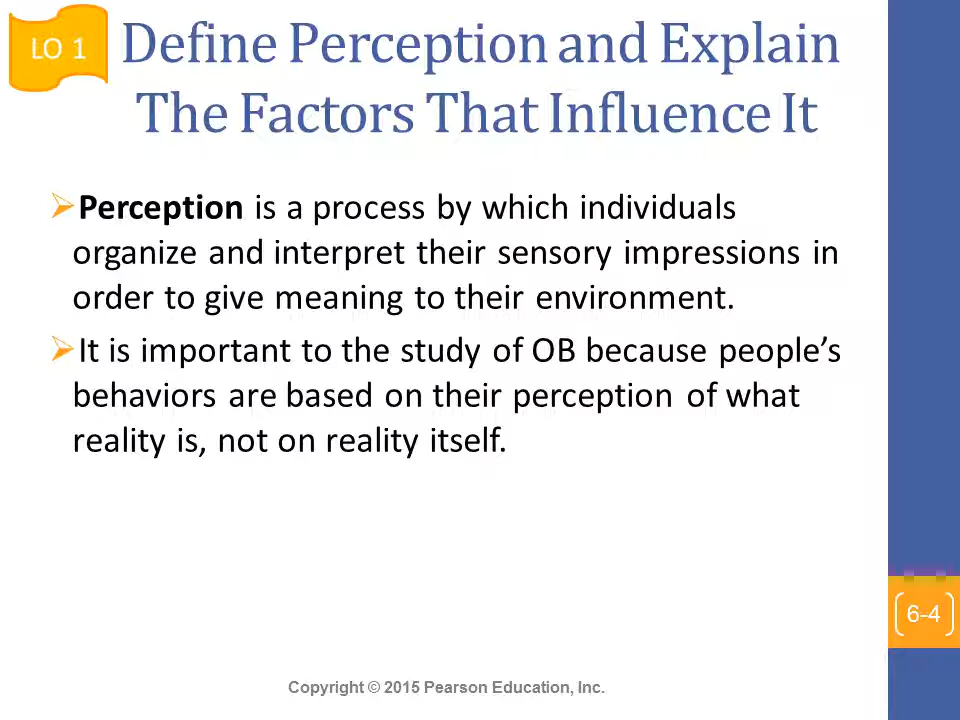 LO 1
Define Perception and Explain
The Factors That Influence It
Perception is a process by which individuals
organize and interpret their sensory impressions in
order to give meaning to their environment.
It is important to the study of OB because people’s
behaviors are based on their perception of what
reality is, not on reality itself.
6-4
Copyright © 2015 Pearson Education, Inc.